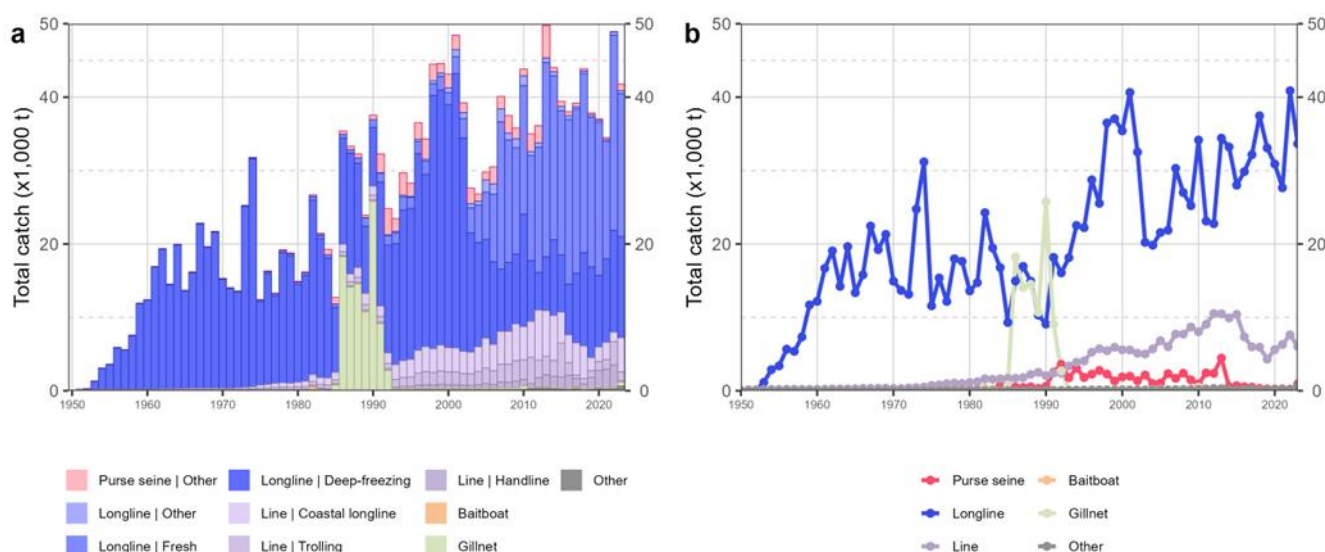 a
Total catch (x1,000 t)
50
40
20
0
50
40
20
0
1950 1960 1970 1980 1990 2000 2010 2020
Purse seine | Other
Longline | Deep-freezing
Line | Handline
Other
Longline | Other
Line | Coastal longline
Baitboat
Longline | Fresh
Line | Trolling
Gillnet
b
Total catch (x1,000 t)
50
40
20
0
50
40
20
0
1950 1960 1970 1980 1990 2000 2010 2020
Purse seine
Baitboat
Longline
Gillnet
Line
Other